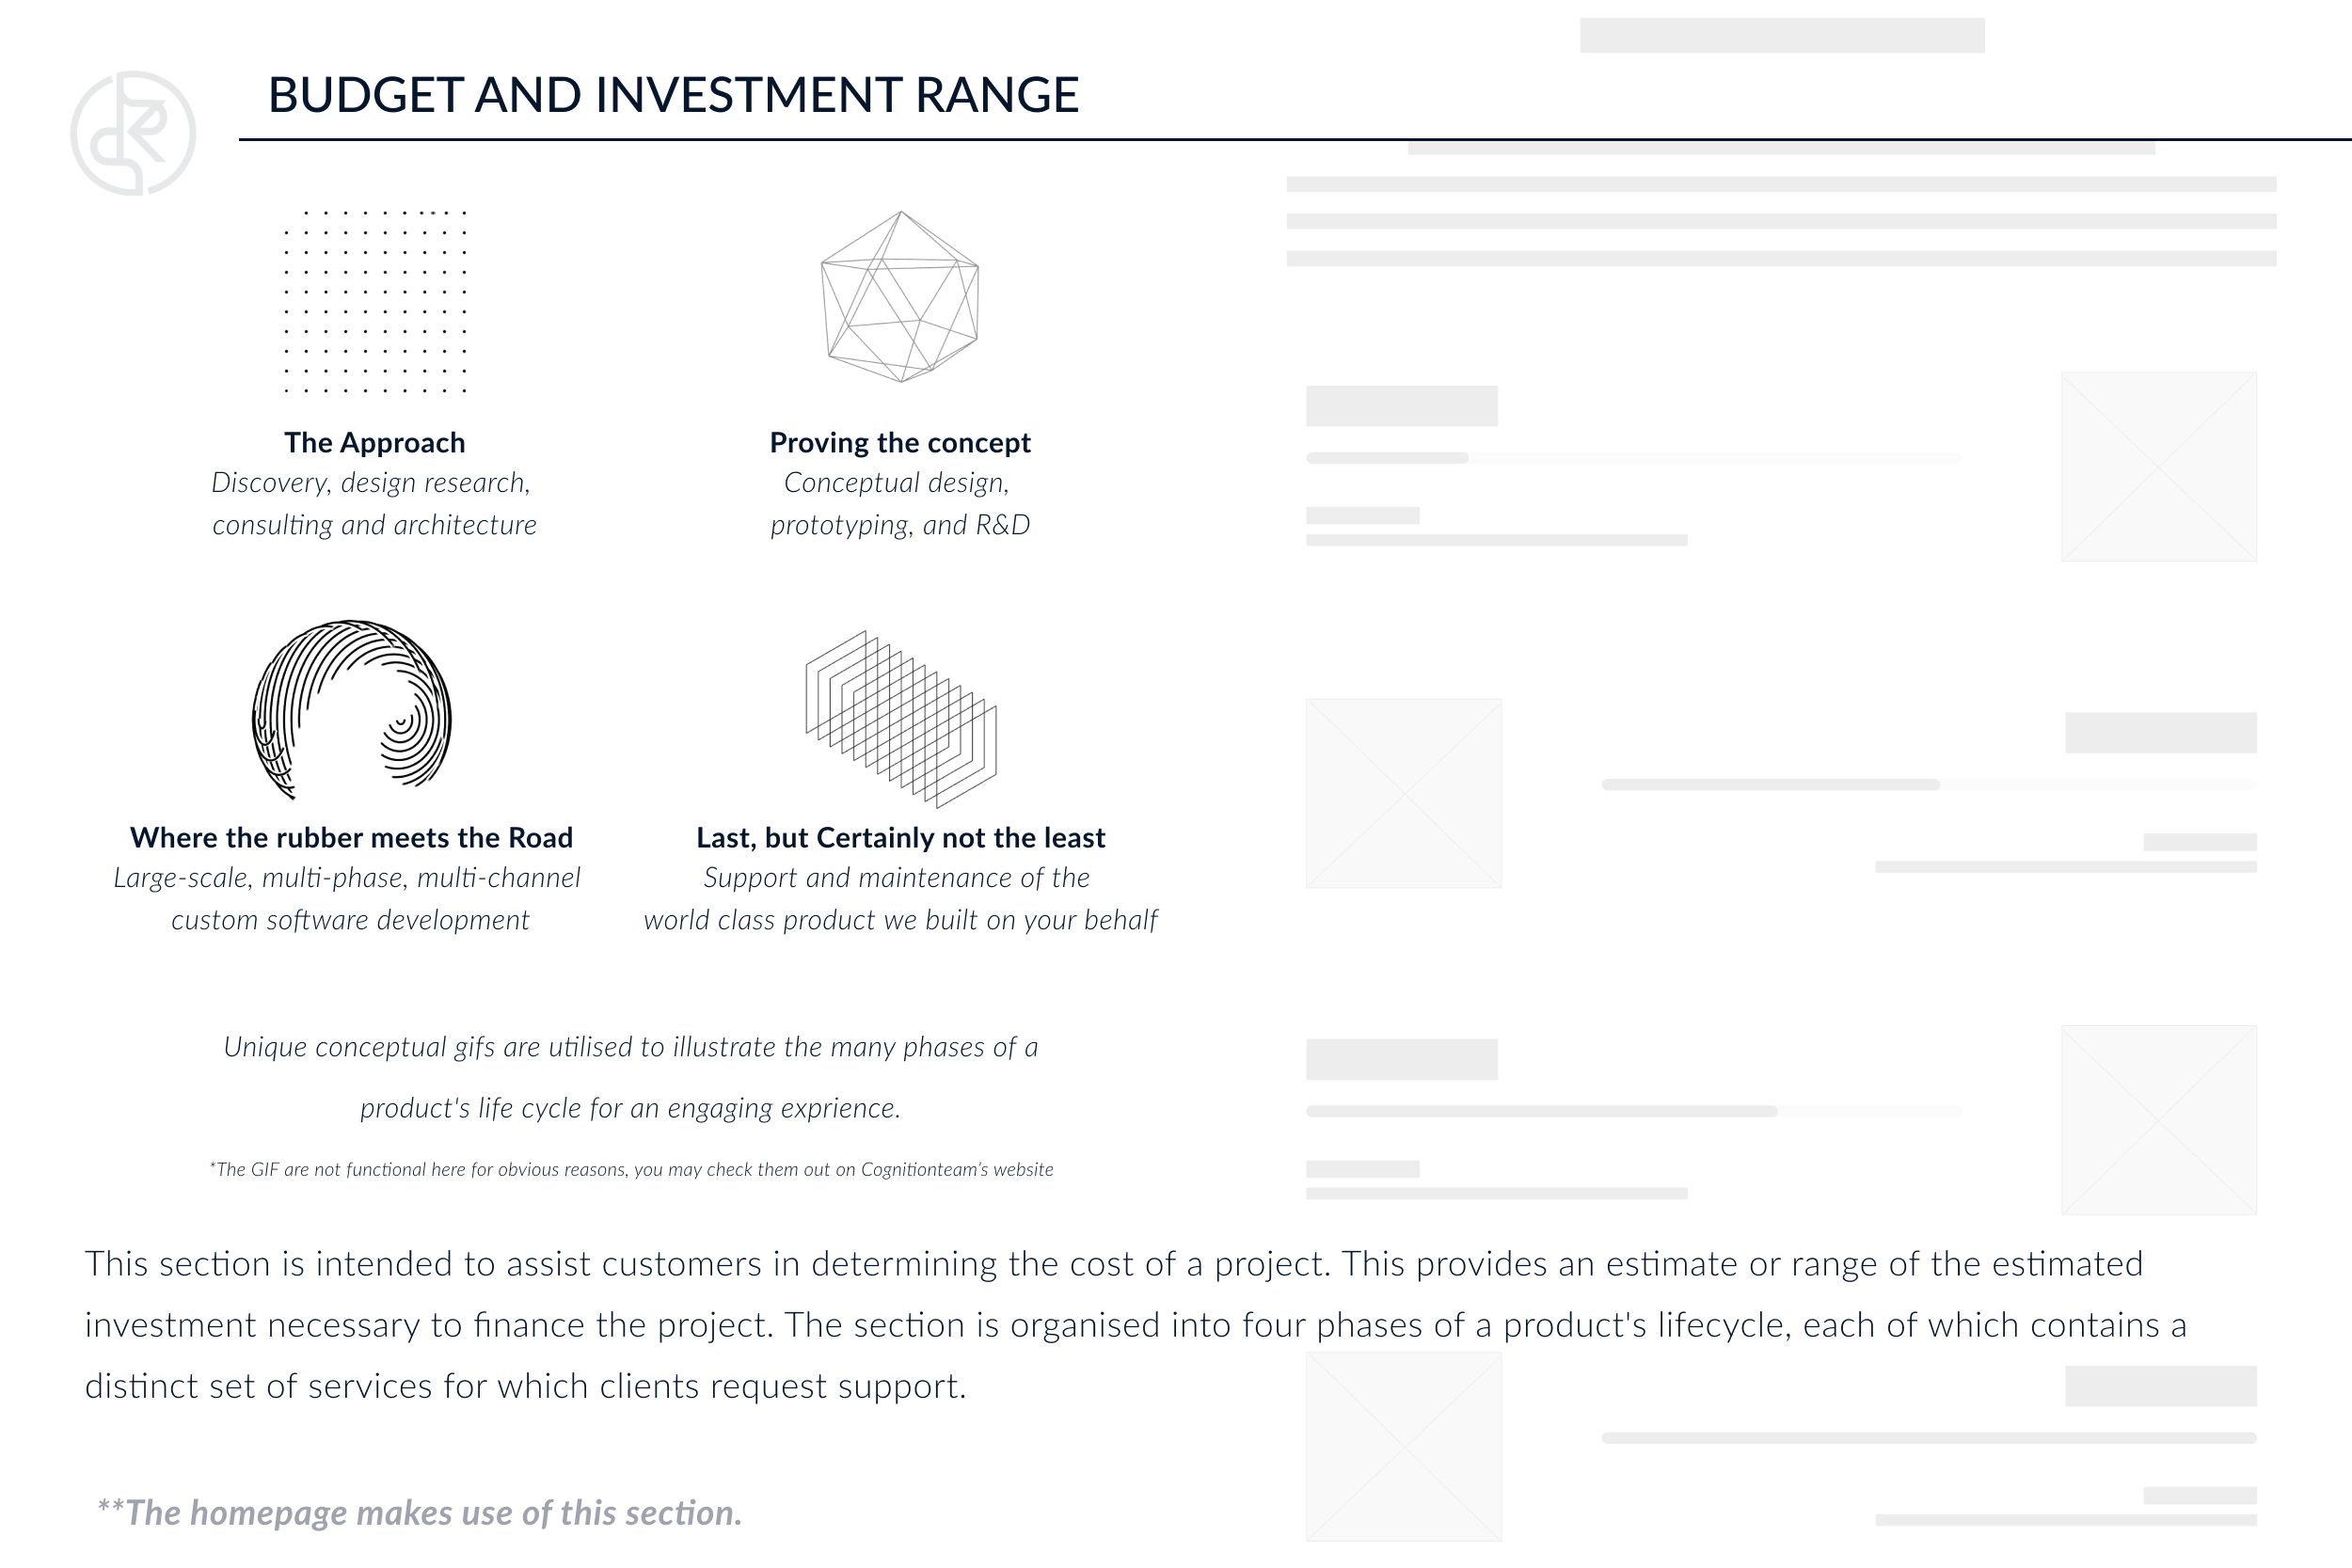 BUDGET AND INVESTMENT RANGE
The Approach
Discovery, design research,
consulting and architecture
Proving the concept
Conceptual design,
prototyping, and R&D
Where the rubber meets the Road
Large-scale, multi-phase, multi-channel
custom software development
Last, but Certainly not the least
Support and maintenance of the
world class product we built on your behalf
Unique conceptual gifs are utilised to illustrate the many phases of a
product's life cycle for an engaging exprience.
*The GIF are not functional here for obvious reasons, you may check them out on Cognitionteam's website
This section is intended to assist customers in determining the cost of a project. This provides an estimate or range of the estimated
investment necessary to finance the project. The section is organised into four phases of a product's lifecycle, each of which contains a
distinct set of services for which clients request support.
**The homepage makes use of this section.